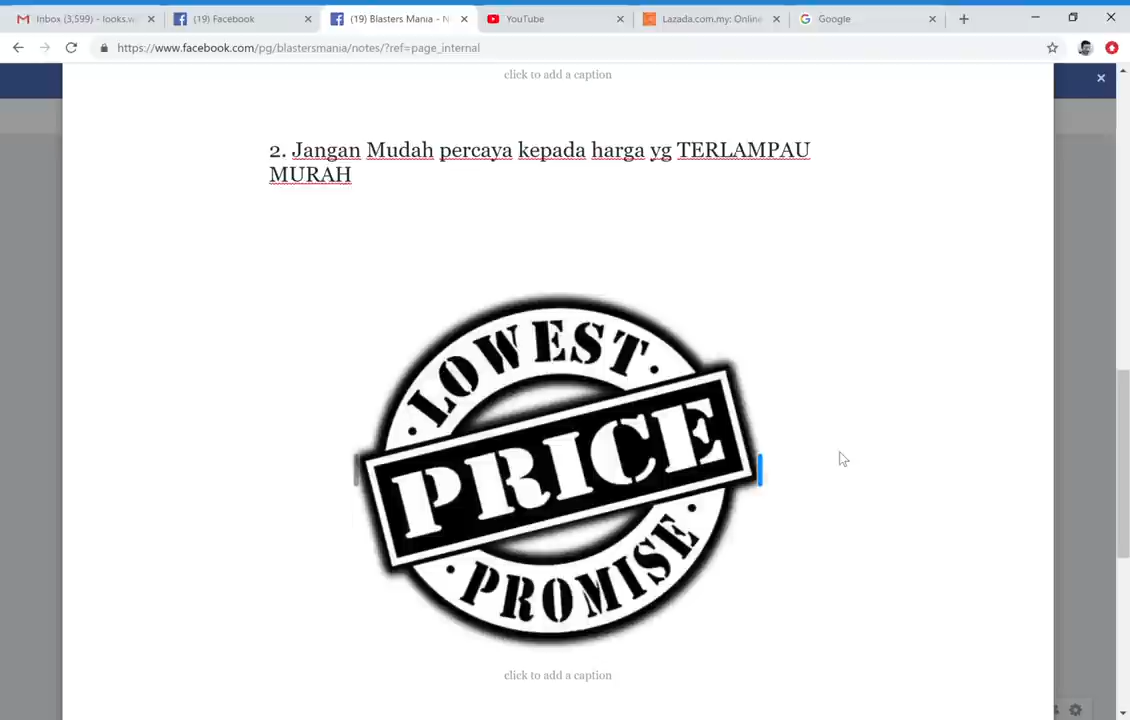 Inbox (3,599) - looks.w
(19) Facebook
(19) Blasters Mania - N
YouTube
Lazada.com.my: Online
Google
https://www.facebook.com/pg/blastersmania/notes/?ref=page_internal
click to add a caption
2. Jangan Mudah percaya kepada harga yg TERLAMPAU
MURAH
LOWEST
PRICE
PROMISE
click to add a caption